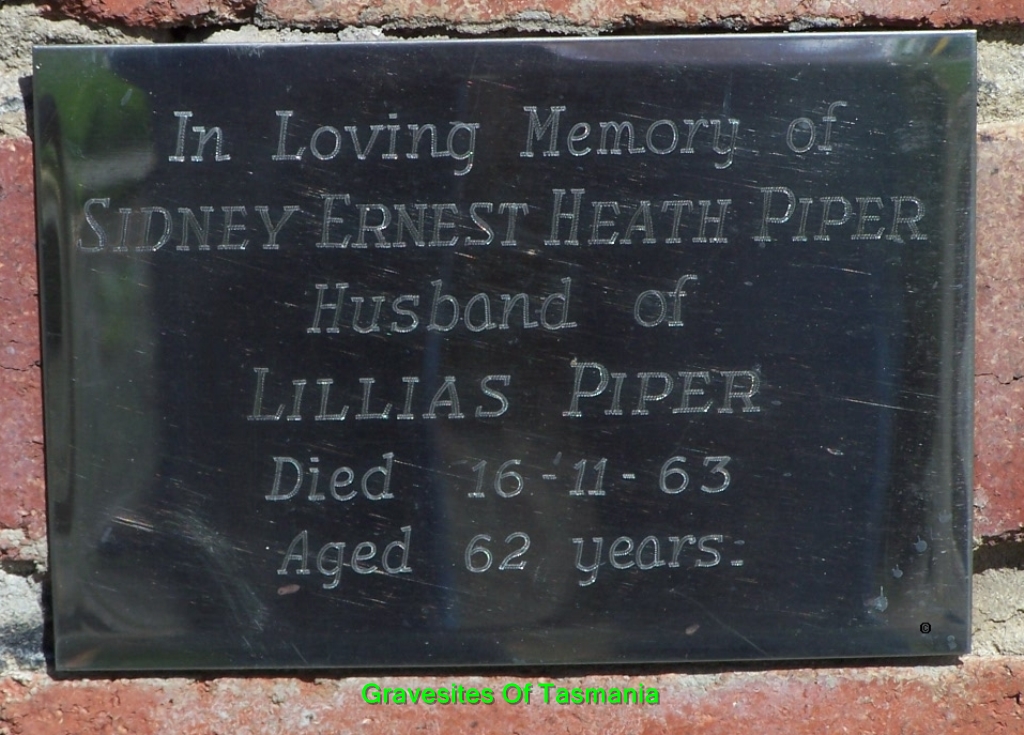 In Loving Memory of
SIDNEY ERNEST HEATH PIPER
Husband of
LILLIAS PIPER
Died 16-11-63
Aged 62 years.
©
Gravesites Of Tasmania